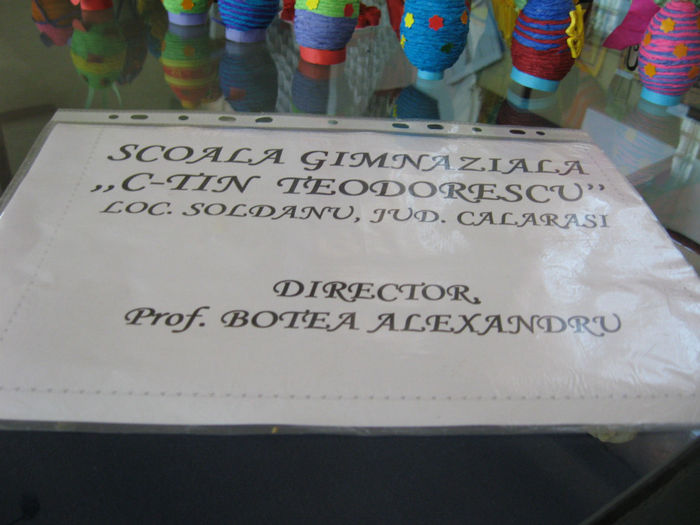 SCOALA GIMNAZIALA
„C-TIN TEODORESCU”
LOC. SOLDANU, JUD. CALARASI
DIRECTOR,
Prof. BOTEA ALEXANDRU